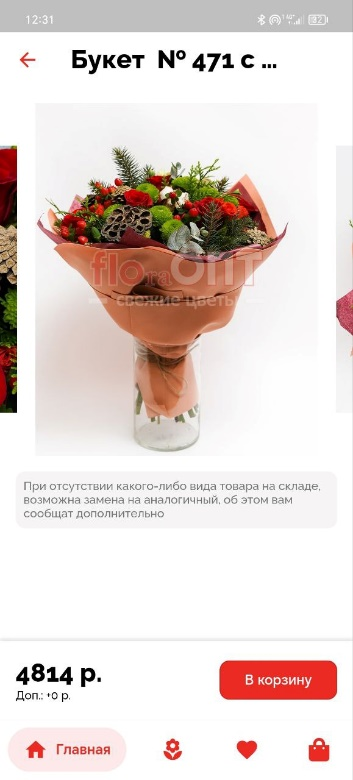 12:31
Букет № 471 с ...
floraОПТ
свежие цветы
При отсутствии какого-либо вида товара на складе,
возможна замена на аналогичный, об этом вам
сообщат дополнительно
4814 р.
Доп.: +0 р.
В корзину
Главная